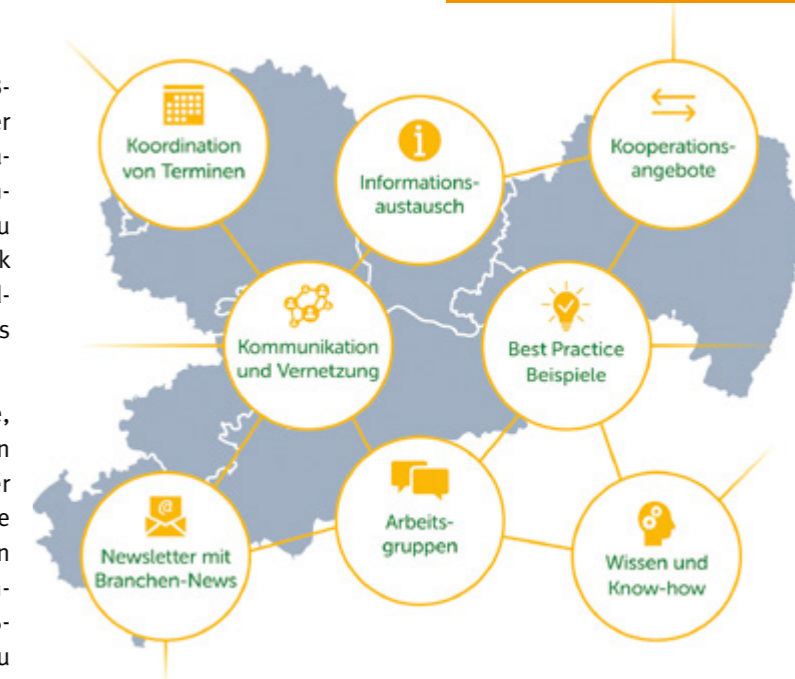 Koordination
von Terminen
Informations-
austausch
Kooperations-
angebote
Kommunikation
und Vernetzung
Best Practice
Beispiele
@
Newsletter mit
Branchen-News
Arbeits-
gruppen
Wissen und
Know-how